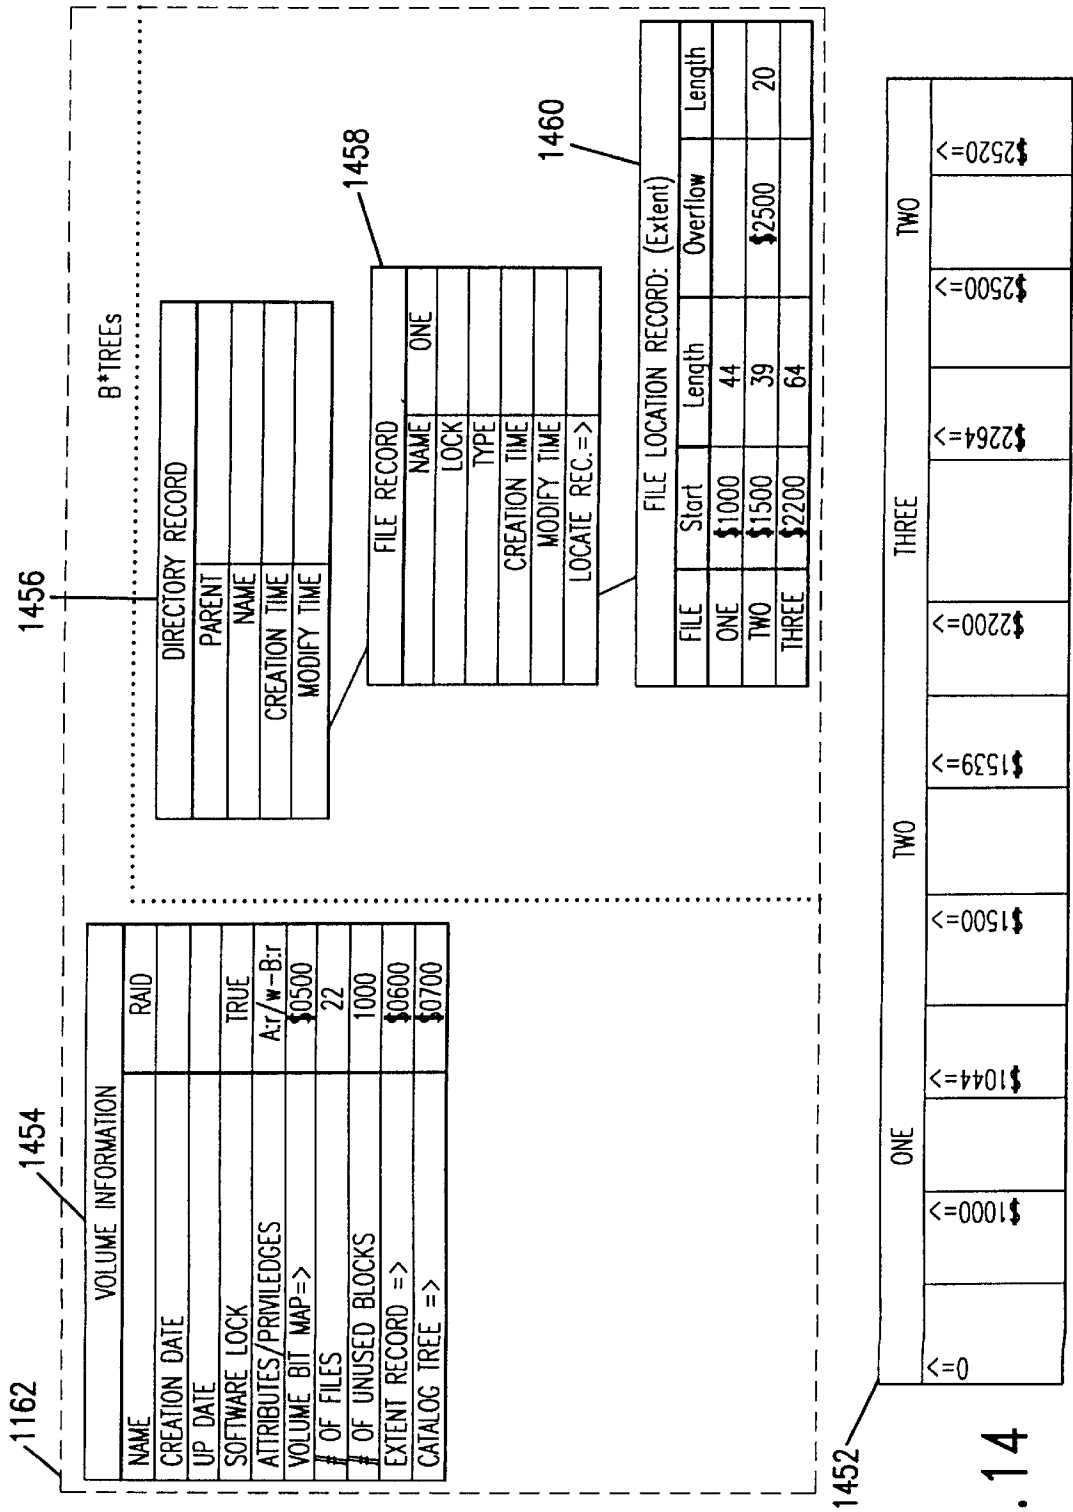 1162
1454
VOLUME INFORMATION
NAME RAID
CREATION DATE
UP DATE
SOFTWARE LOCK TRUE
ATTRIBUTES/PRIVILEDGES A:r/w-B:r
VOLUME BIT MAP=> $0500
# OF FILES 22
# OF UNUSED BLOCKS 1000
EXTENT RECORD => $0600
CATALOG TREE => $0700
B*TREEs
1456
DIRECTORY RECORD
PARENT
NAME
CREATION TIME
MODIFY TIME
1458
FILE RECORD
NAME ONE
LOCK
TYPE
CREATION TIME
MODIFY TIME
LOCATE REC.=>
1460
FILE LOCATION RECORD: (Extent)
FILE Start Length Overflow Length
ONE $1000 44
TWO $1500 39 $2500 20
THREE $2200 64
1452
ONE TWO THREE TWO
0=> $1000=> $1044=> $1500=> $1539=> $2200=> $2264=> $2500=> $2520=>
. 14